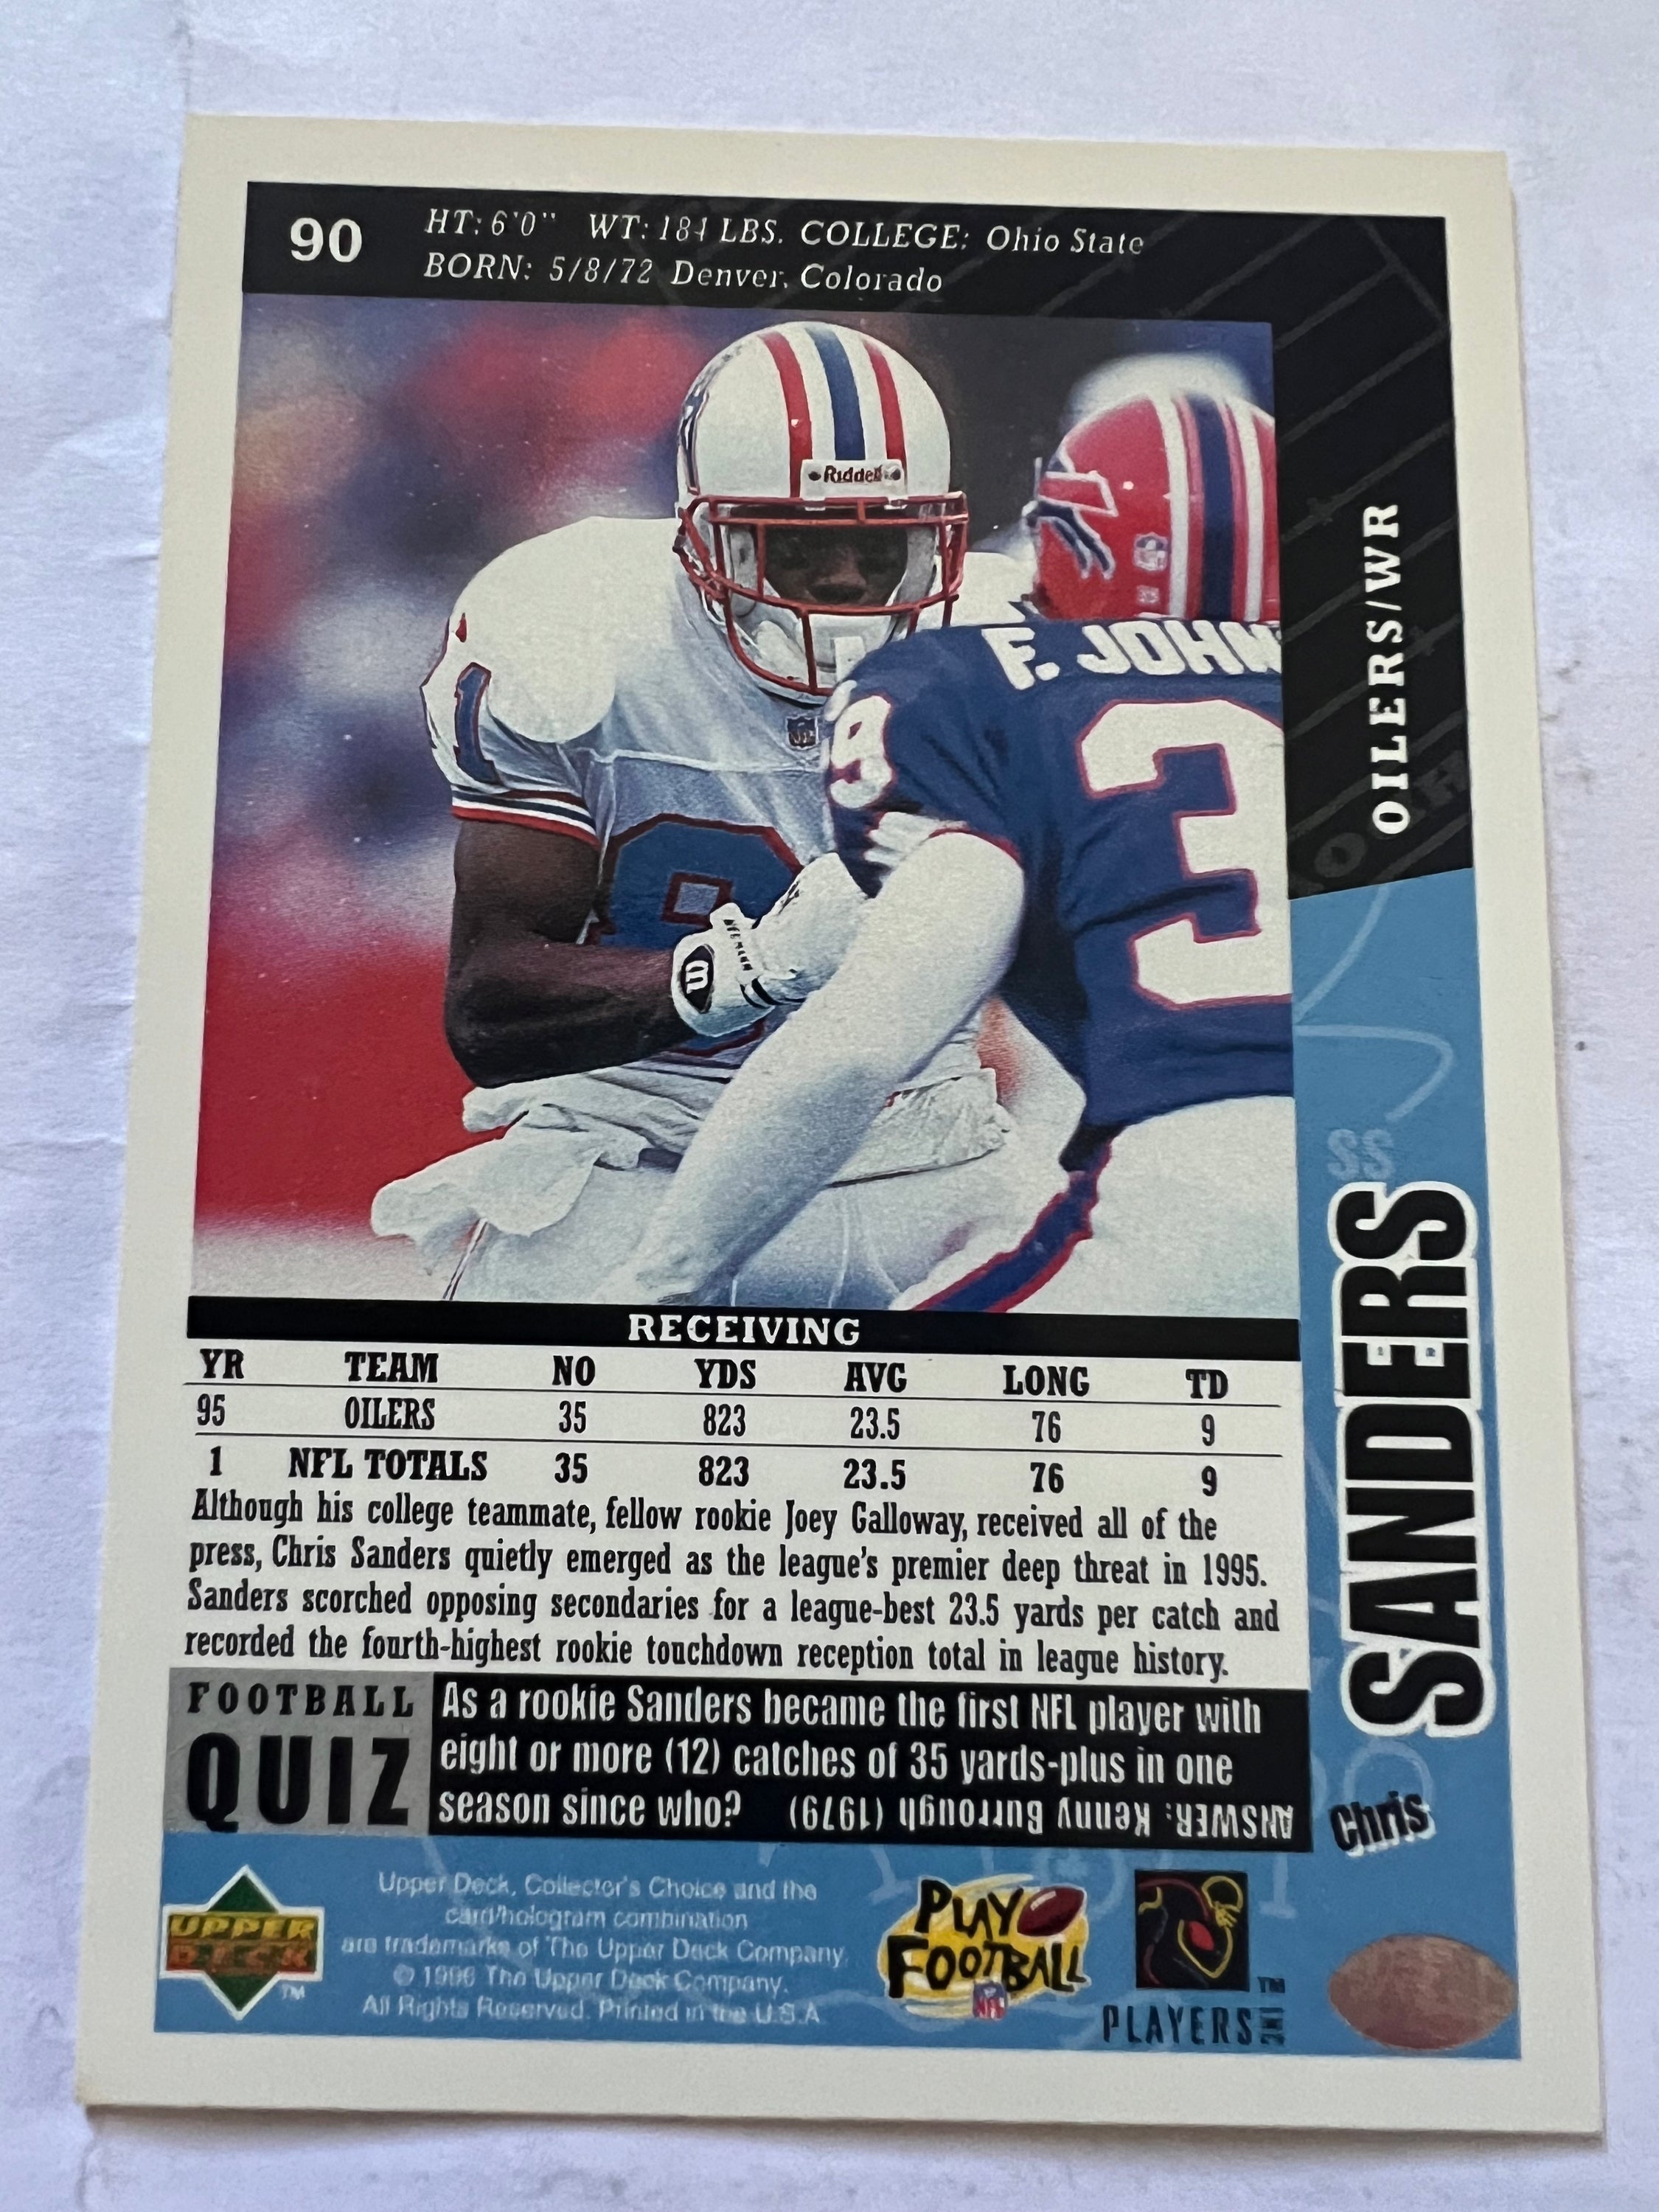 90
HT: 6'0" WT: 184 LBS. COLLEGE: Ohio State
BORN: 5/8/72 Denver, Colorado
OILERS/WR
Riddell
F. JOHN
1
8
39
3
RECEIVING
YR TEAM NO YDS AVG LONG TD
95 OILERS 35 823 23.5 76 9
1 NFL TOTALS 35 823 23.5 76 9
Although his college teammate, fellow rookie Joey Galloway, received all of the
press, Chris Sanders quietly emerged as the league's premier deep threat in 1995.
Sanders scorched opposing secondaries for a league-best 23.5 yards per catch and
recorded the fourth-highest rookie touchdown reception total in league history.
Chris
SANDERS
FOOTBALL
QUIZ
As a rookie Sanders became the first NFL player with
eight or more (12) catches of 35 yards-plus in one
season since who?
ANSWER: Kenny Burrough (1979)
UPPER
DECK
TM
Upper Deck, Collector's Choice and the
card/hologram combination
are trademarks of The Upper Deck Company.
© 1996 The Upper Deck Company.
All Rights Reserved. Printed in the U.S.A
PLAY
FOOTBALL
NFL
TM
PLAYERS INC